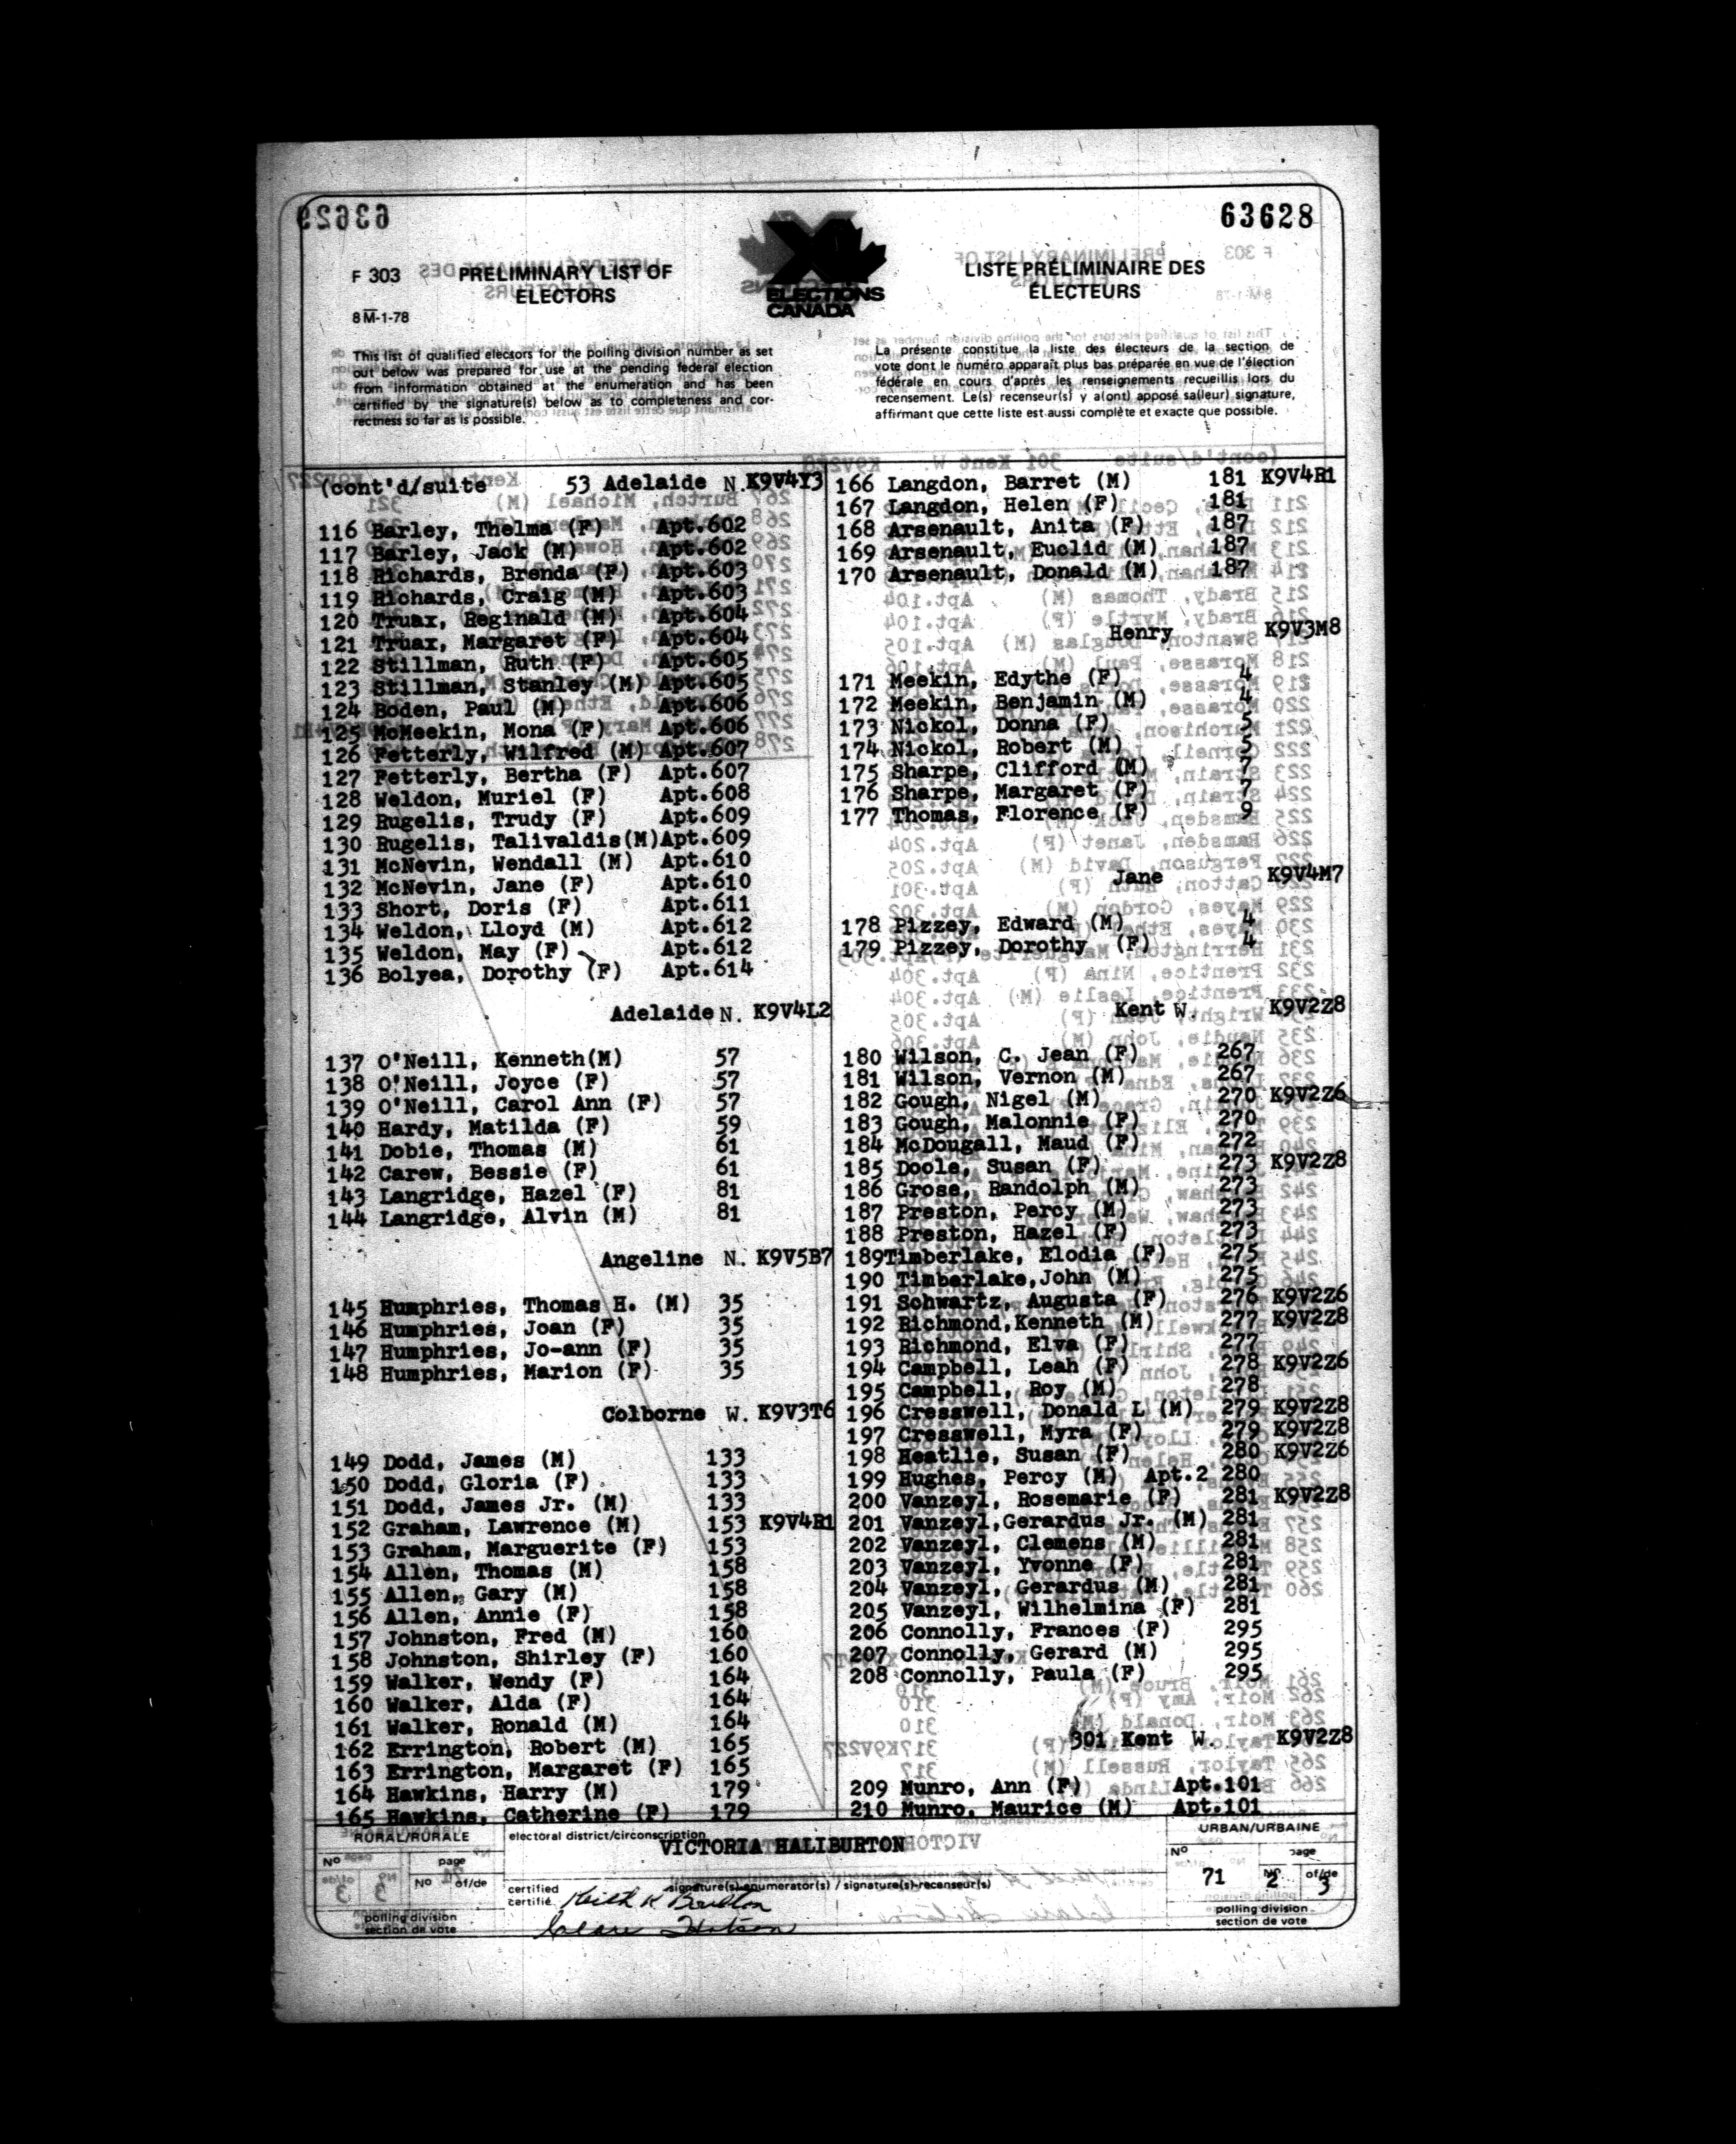 63628
F 303
PRELIMINARY LIST OF
ELECTORS
8M-1-78
ELECTIONS
CANADA
LISTE PRÉLIMINAIRE DES
ÉLECTEURS
This list of qualified electors for the polling division number as set
out below was prepared for use at the pending federal election
from information obtained at the enumeration and has been
certified by the signature(s) below as to completeness and cor-
rectness so far as is possible.
La présente constitue la liste des électeurs de la section de
vote dont le numéro apparaît plus bas préparée en vue de l'élection
fédérale en cours d'après les renseignements recueillis lors du
recensement. Le(s) recenseur(s) y a(ont) apposé sa(leur) signature,
affirmant que cette liste est aussi complète et exacte que possible.
(cont'd/suite 53 Adelaide N. K9V4Y3
116 Barley, Thelma (F) Apt.602
117 Barley, Jack (M) Apt.602
118 Richards, Brenda (F) Apt.603
119 Richards, Craig (M) Apt.603
120 Truax, Reginald (M) Apt.604
121 Truax, Margaret (F) Apt.604
122 Stillman, Ruth (F) Apt.605
123 Stillman, Stanley (M) Apt.605
124 Boden, Paul (M) Apt.606
125 McMeekin, Mona (F) Apt.606
126 Fetterly, Wilfred (M) Apt.607
127 Fetterly, Bertha (F) Apt.607
128 Weldon, Muriel (F) Apt.608
129 Rugelis, Trudy (F) Apt.609
130 Rugelis, Talivaldis(M)Apt.609
131 McNevin, Wendall (M) Apt.610
132 McNevin, Jane (F) Apt.610
133 Short, Doris (F) Apt.611
134 Weldon, Lloyd (M) Apt.612
135 Weldon, May (F) Apt.612
136 Bolyea, Dorothy (F) Apt.614
Adelaide N. K9V4L2
137 O'Neill, Kenneth(M) 57
138 O'Neill, Joyce (F) 57
139 O'Neill, Carol Ann (F) 57
140 Hardy, Matilda (F) 59
141 Dobie, Thomas (M) 61
142 Carew, Bessie (F) 61
143 Langridge, Hazel (F) 81
144 Langridge, Alvin (M) 81
Angeline N. K9V5B7
145 Humphries, Thomas H. (M) 35
146 Humphries, Joan (F) 35
147 Humphries, Jo-ann (F) 35
148 Humphries, Marion (F) 35
Colborne W. K9V3T6
149 Dodd, James (M) 133
150 Dodd, Gloria (F) 133
151 Dodd, James Jr. (M) 133
152 Graham, Lawrence (M) 153 K9V4R1
153 Graham, Marguerite (F) 153
154 Allen, Thomas (M) 158
155 Allen, Gary (M) 158
156 Allen, Annie (F) 158
157 Johnston, Fred (M) 160
158 Johnston, Shirley (F) 160
159 Walker, Wendy (F) 164
160 Walker, Alda (F) 164
161 Walker, Ronald (M) 164
162 Errington, Robert (M) 165
163 Errington, Margaret (F) 165
164 Hawkins, Harry (M) 179
165 Hawkins, Catherine (F) 179
166 Langdon, Barret (M) 181 K9V4R1
167 Langdon, Helen (F) 181
168 Arsenault, Anita (F) 187
169 Arsenault, Euclid (M) 187
170 Arsenault, Donald (M) 187
Henry K9V3M8
171 Meekin, Edythe (F) 4
172 Meekin, Benjamin (M) 4
173 Nickol, Donna (F) 5
174 Nickol, Robert (M) 5
175 Sharpe, Clifford (M) 7
176 Sharpe, Margaret (F) 7
177 Thomas, Florence (F) 9
Jane K9V4M7
178 Pizzey, Edward (M) 4
179 Pizzey, Dorothy (F) 4
Kent W. K9V2Z8
180 Wilson, C. Jean (F) 267
181 Wilson, Vernon (M) 267
182 Gough, Nigel (M) 270 K9V2Z6
183 Gough, Malonnie (F) 270
184 McDougall, Maud (F) 272
185 Doole, Susan (F) 273 K9V2Z8
186 Grose, Randolph (M) 273
187 Preston, Percy (M) 273
188 Preston, Hazel (F) 273
189Timberlake, Elodia (F) 275
190 Timberlake,John (M) 275
191 Schwartz, Augusta (F) 276 K9V2Z6
192 Richmond,Kenneth (M) 277 K9V2Z8
193 Richmond, Elva (F) 277
194 Campbell, Leah (F) 278 K9V2Z6
195 Campbell, Roy (M) 278
196 Cresswell, Donald L (M) 279 K9V2Z8
197 Cresswell, Myra (F) 279 K9V2Z8
198 Heatlie, Susan (F) 280 K9V2Z6
199 Hughes, Percy (M) Apt.2 280
200 Vanzeyl, Rosemarie (F) 281 K9V2Z8
201 Vanzeyl,Gerardus Jr. (M) 281
202 Vanzeyl, Clemens (M) 281
203 Vanzeyl, Yvonne (F) 281
204 Vanzeyl, Gerardus (M) 281
205 Vanzeyl, Wilhelmina (F) 281
206 Connolly, Frances (F) 295
207 Connolly, Gerard (M) 295
208 Connolly, Paula (F) 295
301 Kent W. K9V2Z8
209 Munro, Ann (F) Apt.101
210 Munro, Maurice (M) Apt.101
RURAL/RURALE
No page
No of/de
polling division
section de vote
electoral district/circonscription
VICTORIA HALIBURTON
signature(s)-enumerator(s) / signature(s)-recenseur(s)
certified
certifié
Keith K
URBAN/URBAINE
No page
71 No 2 of/de 3
polling division
section de vote